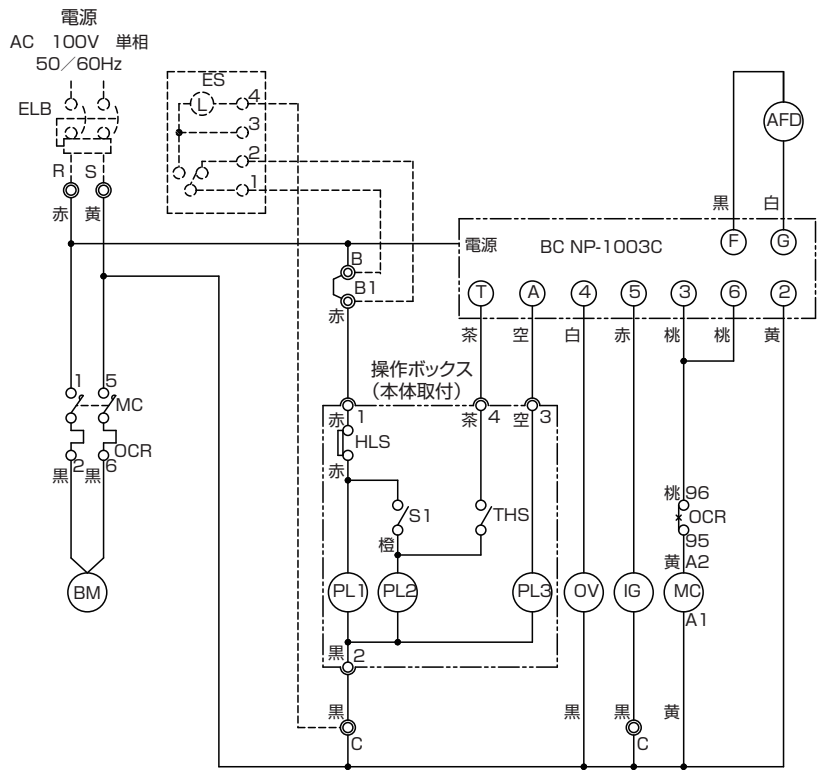 電源
AC 100V 単相
50／60Hz
ELB
R S
赤 黄
ES
L 4
3
2
1
AFD
黒 白
電源 BC NP-1003C F G
T A 4 5 3 6 2
茶 空 白 赤 桃 桃 黄
B
B1
赤
操作ボックス
（本体取付）
1 5
MC
OCR
黒 2 黒 6
BM
赤 1 茶 4 空 3
HLS
赤
S1 THS
橙
PL1 PL2 PL3
黒 2
黒
C
OV IG MC
桃 96
OCR
95
黄 A2
A1
黒 黒 黄
C